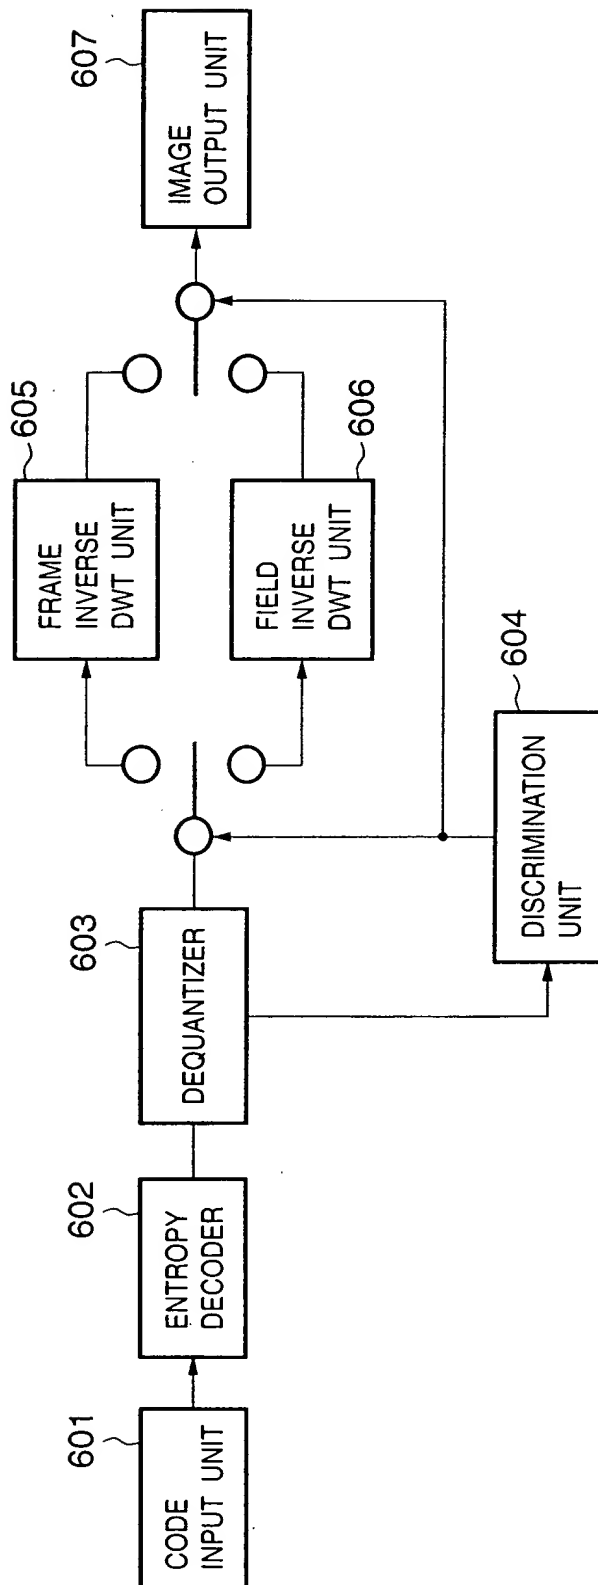 601
CODE
INPUT UNIT
602
ENTROPY
DECODER
603
DEQUANTIZER
604
DISCRIMINATION
UNIT
605
FRAME
INVERSE
DWT UNIT
606
FIELD
INVERSE
DWT UNIT
607
IMAGE
OUTPUT UNIT